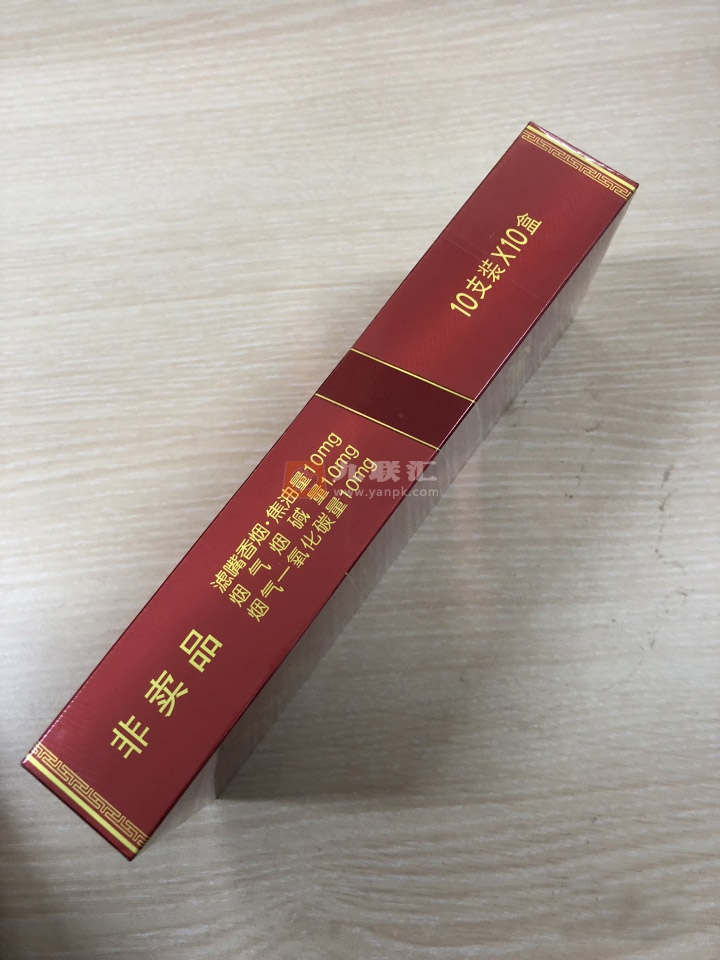 非卖品
滤嘴香烟·焦油量10mg
烟气烟碱量1.0mg
烟气一氧化碳量10mg
10支装X10盒
九联汇
www.yanpk.com